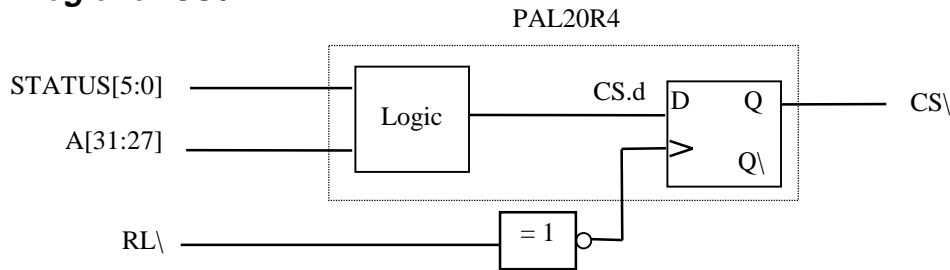 PAL20R4
STATUS[5:0]
CS.d
D Q
CS\
Logic
A[31:27]
Q\
= 1
RL\